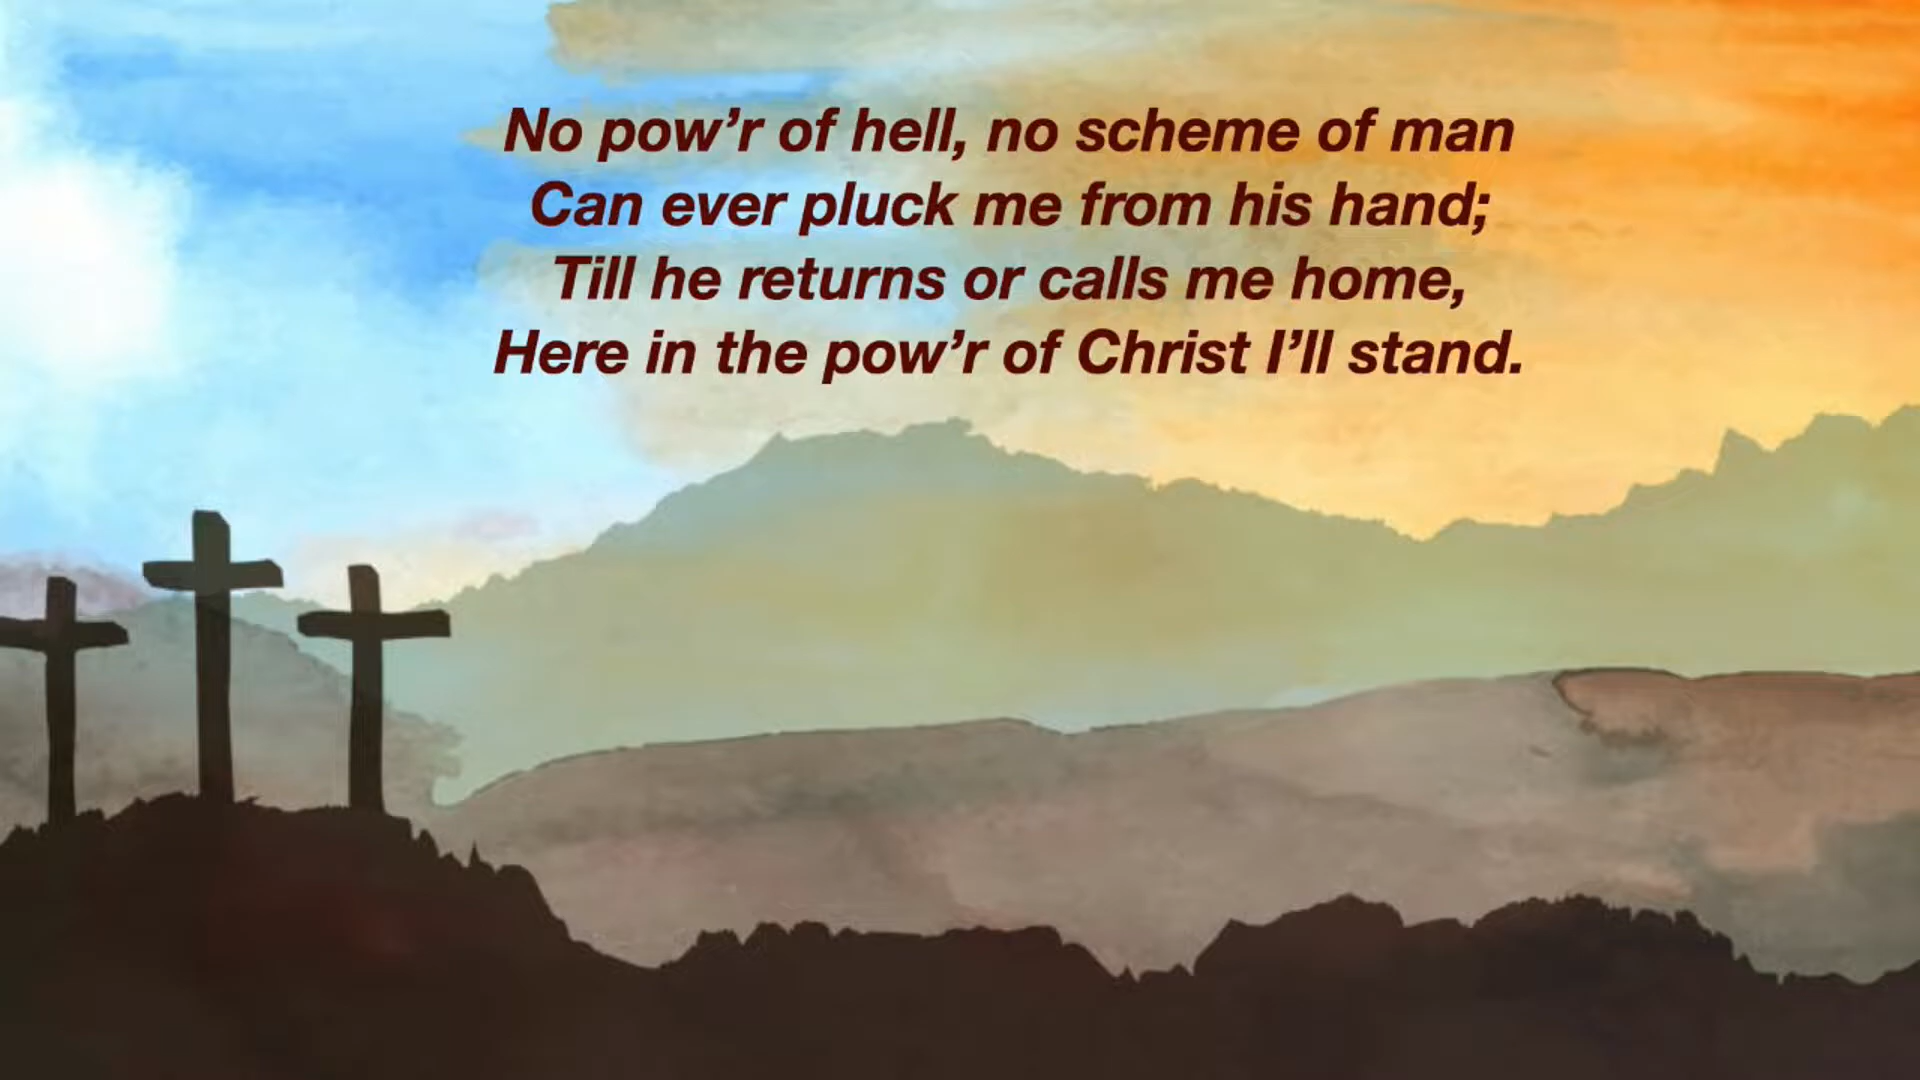 No pow’r of hell, no scheme of man
Can ever pluck me from his hand;
Till he returns or calls me home,
Here in the pow’r of Christ I’ll stand.